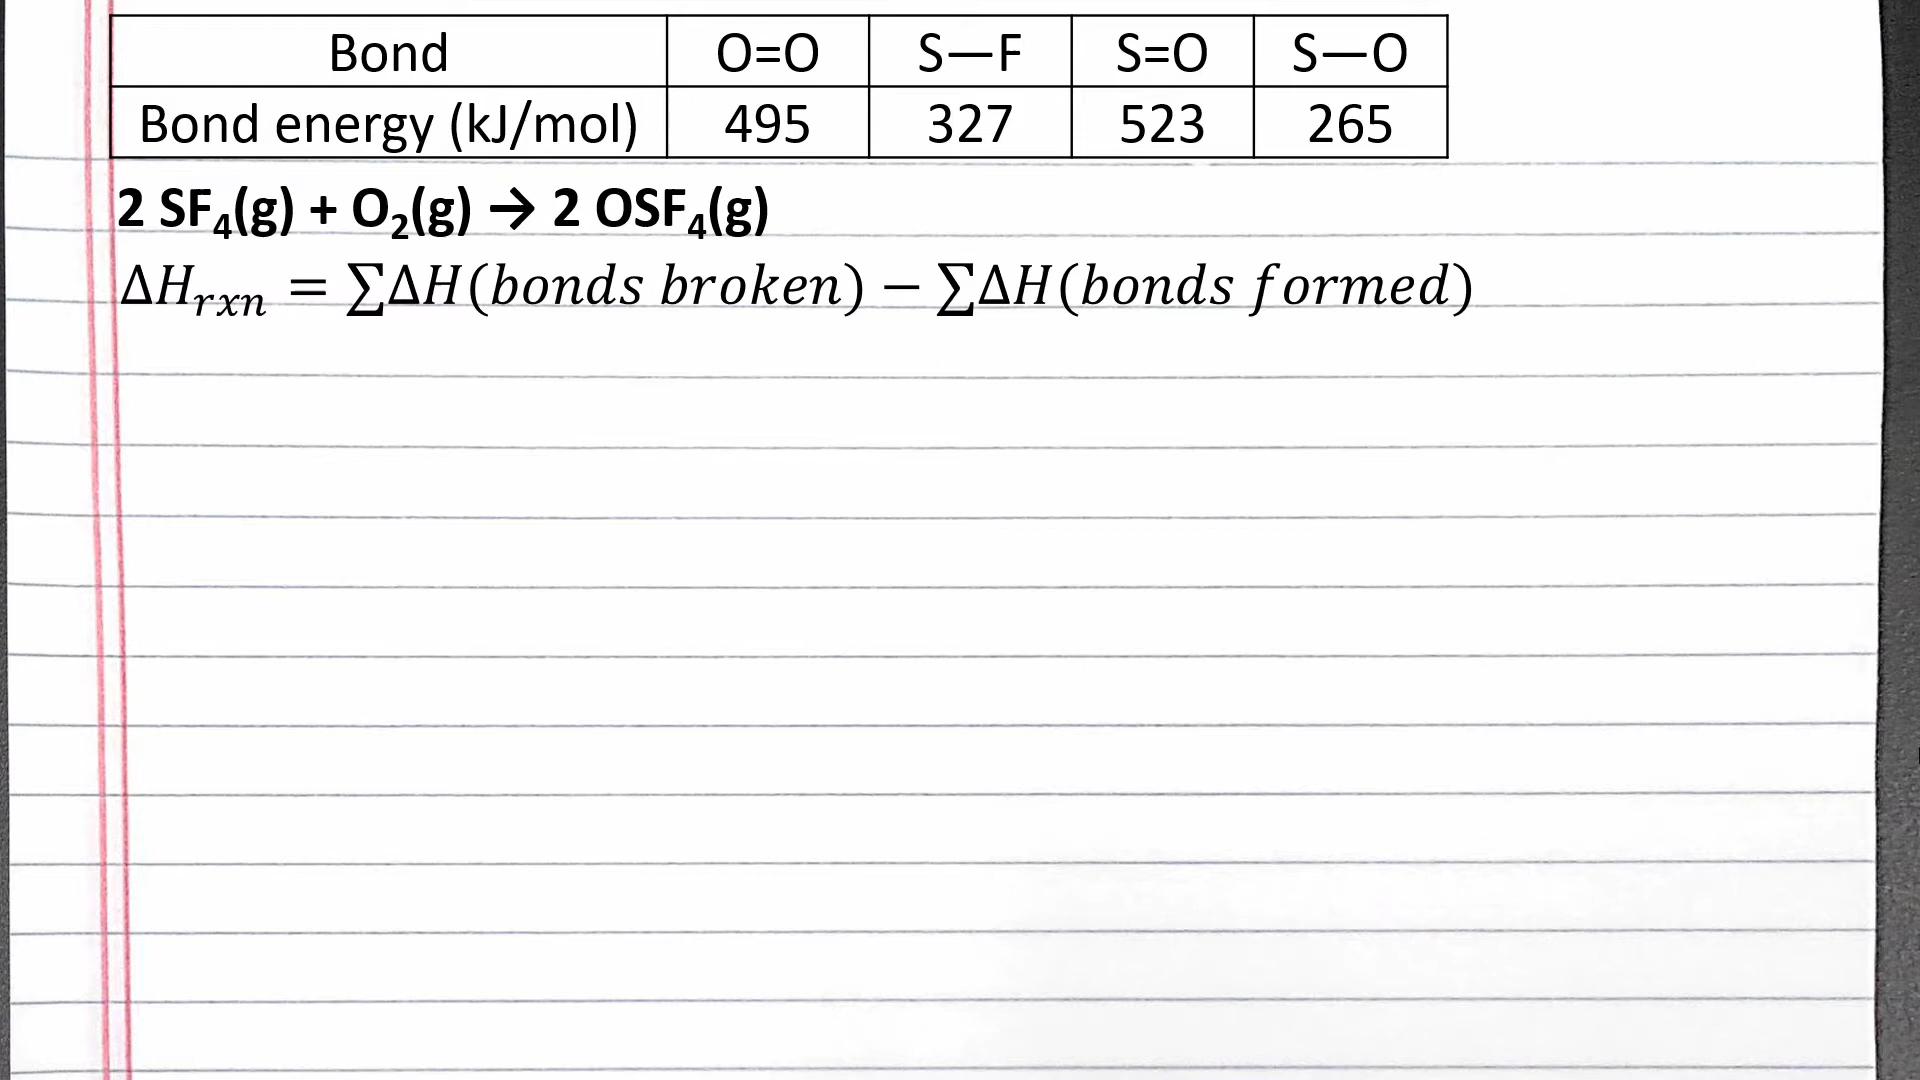 Bond O=O S—F S=O S—O
Bond energy (kJ/mol) 495 327 523 265
2 SF₄(g) + O₂(g) → 2 OSF₄(g)
ΔH_rxn = ∑ΔH(bonds broken) − ∑ΔH(bonds formed)